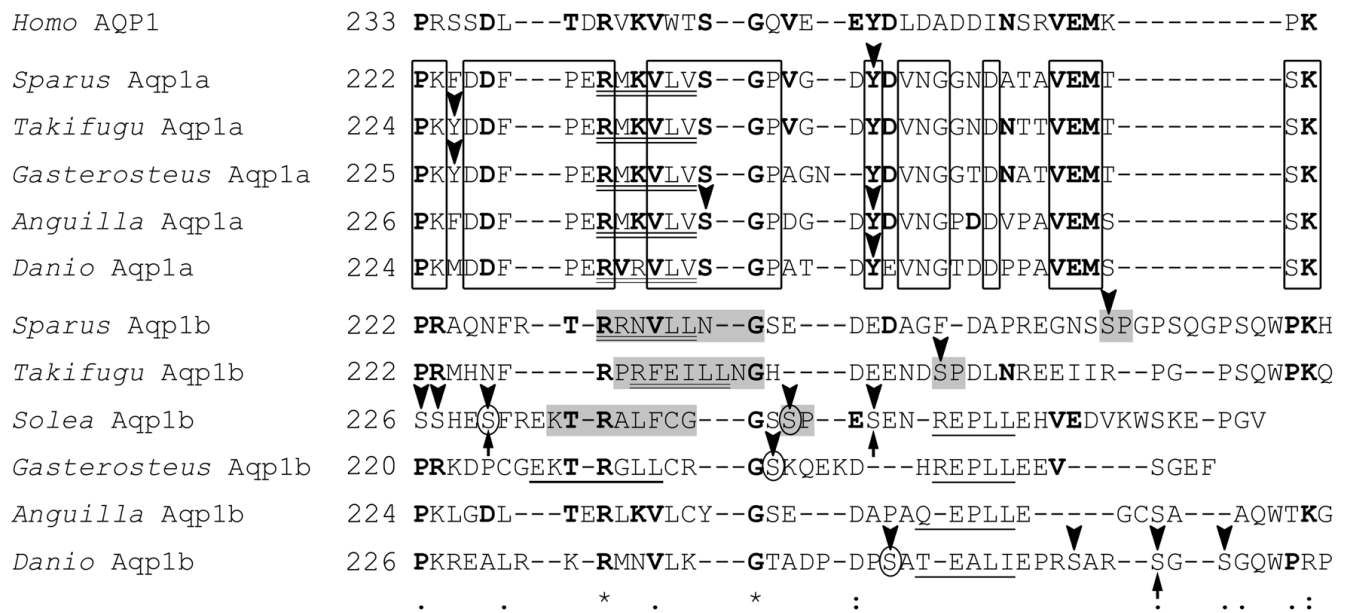 Homo AQP1 233 PRSSDL---TDRVKVWTS--GQVE--EYDLDADDINSRVEMK----------PK
Sparus Aqp1a 222 PKFDDF---PERMKVLVS--GPVG--DYDVNGGNDATAVEMT----------SK
Takifugu Aqp1a 224 PKYDDF---PERMKVLVS--GPVG--DYDVNGGNDNTTVEMT----------SK
Gasterosteus Aqp1a 225 PKYDDF---PERMKVLVS--GPAGN--YDVNGGTDNATVEMT----------SK
Anguilla Aqp1a 226 PKFDDF---PERMKVLVS--GPDG--DYDVNGPDDVPAVEMS----------SK
Danio Aqp1a 224 PKMDDF---PERVRVLVS--GPAT--DYEVNGTDDPPAVEMS----------SK
Sparus Aqp1b 222 PRAQNFR--T-RRNVLLN--GSE---DEDAGF-DAPREGNSSPGPSQGPSQWPKH
Takifugu Aqp1b 222 PRMHNF-----RPRFEILLNGH----DEENDSPDLNREEIIR--PG--PSQWPKQ
Solea Aqp1b 226 SSHESFREKT-RALFCG---GSSP--ESEN-REPLLEHVEDVKWSKE-PGV
Gasterosteus Aqp1b 220 PRKDPCGEKT-RGLLCR---GSKQEKD---HREPLLEEV-----SGEF
Anguilla Aqp1b 224 PKLGDL---TERLKVLCY--GSE---DAPAQ-EPLLE-----GCSA---AQWTKG
Danio Aqp1b 226 PKREALR--K-RMNVLK---GTADP-DPSAT-EALIEPRSAR--SG--SGQWPRP
. . * . * : . .. .: